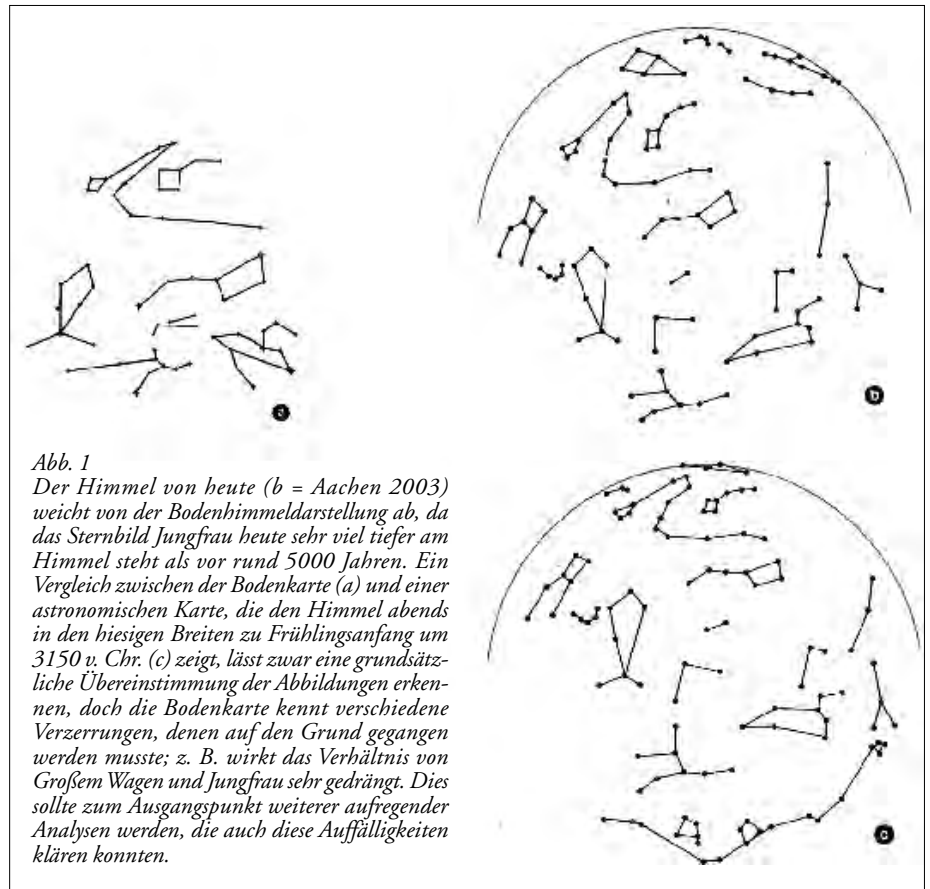 a
b
Abb. 1
Der Himmel von heute (b = Aachen 2003)
weicht von der Bodenhimmeldarstellung ab, da
das Sternbild Jungfrau heute sehr viel tiefer am
Himmel steht als vor rund 5000 Jahren. Ein
Vergleich zwischen der Bodenkarte (a) und einer
astronomischen Karte, die den Himmel abends
in den hiesigen Breiten zu Frühlingsanfang um
3150 v. Chr. (c) zeigt, lässt zwar eine grundsätz-
liche Übereinstimmung der Abbildungen erken-
nen, doch die Bodenkarte kennt verschiedene
Verzerrungen, denen auf den Grund gegangen
werden musste; z. B. wirkt das Verhältnis von
Großem Wagen und Jungfrau sehr gedrängt. Dies
sollte zum Ausgangspunkt weiterer aufregender
Analysen werden, die auch diese Auffälligkeiten
klären konnten.
c